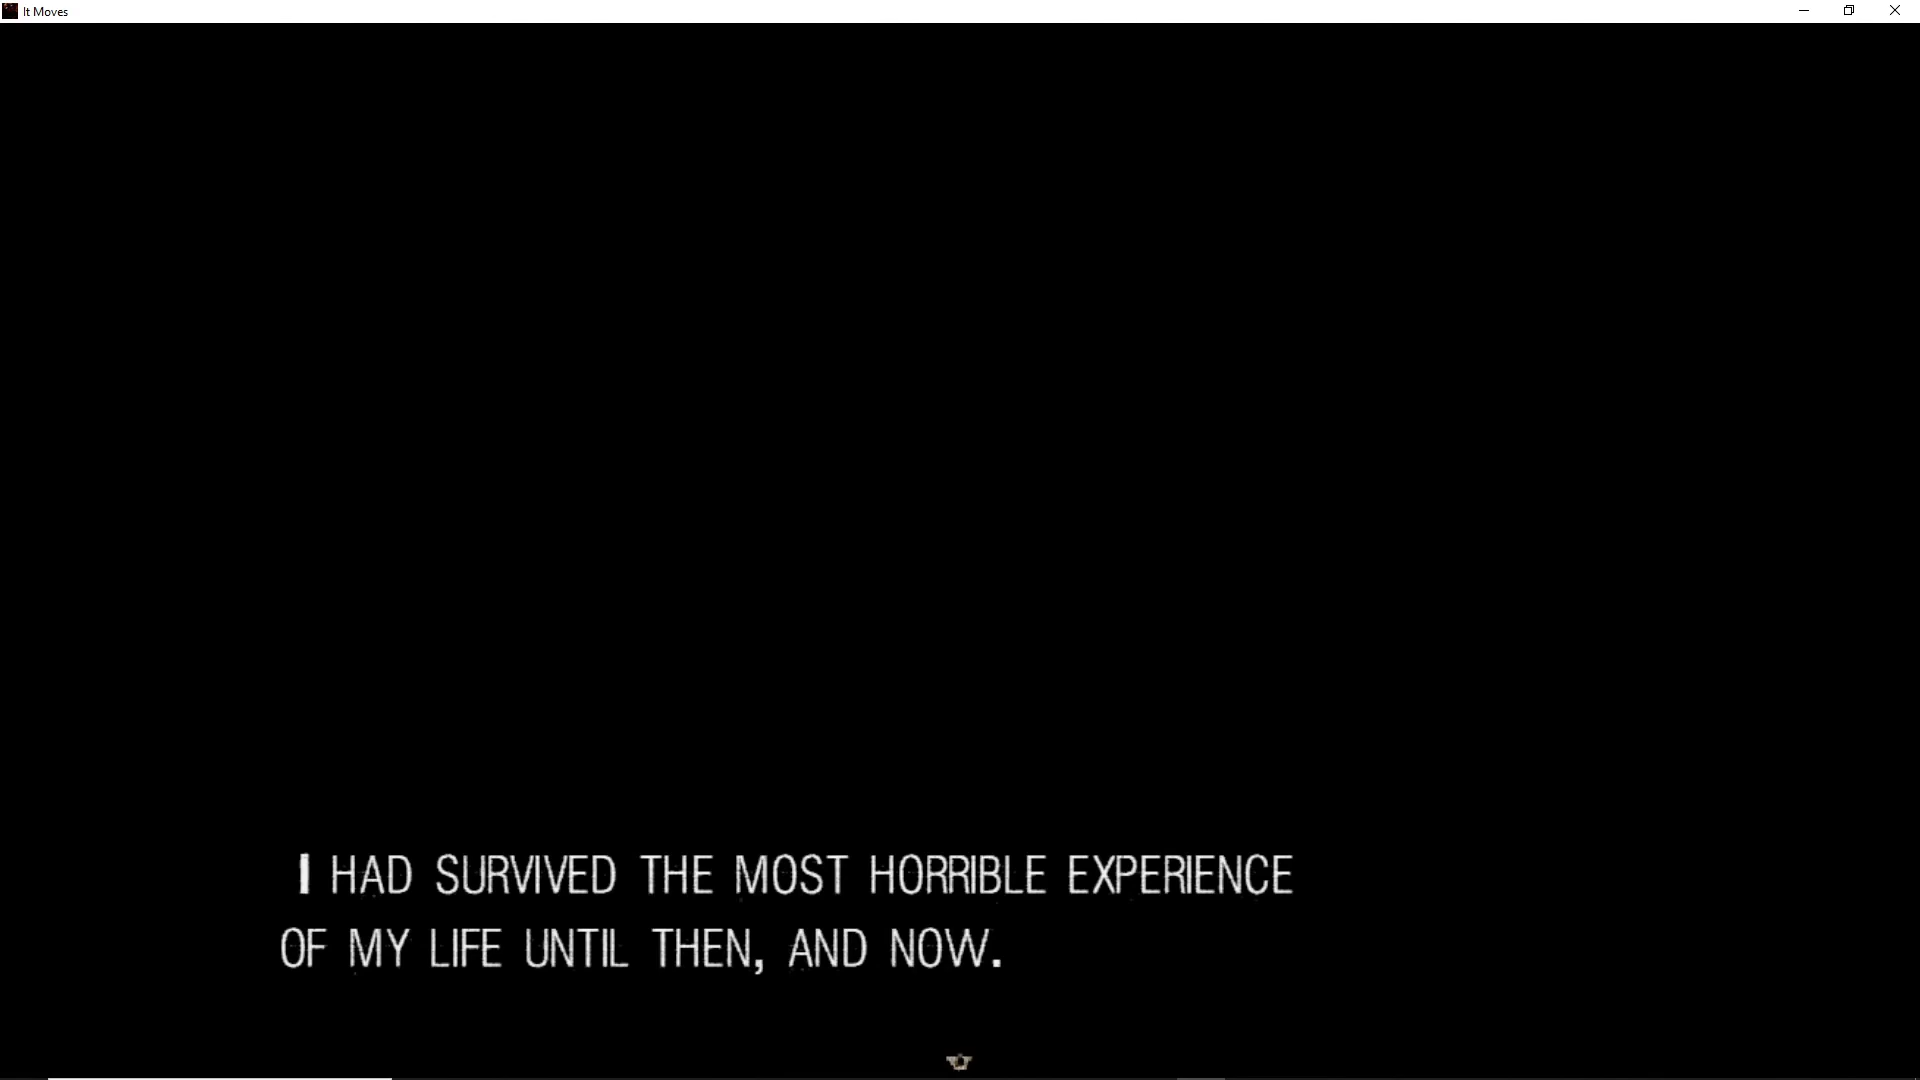 It Moves
I HAD SURVIVED THE MOST HORRIBLE EXPERIENCE
OF MY LIFE UNTIL THEN, AND NOW.